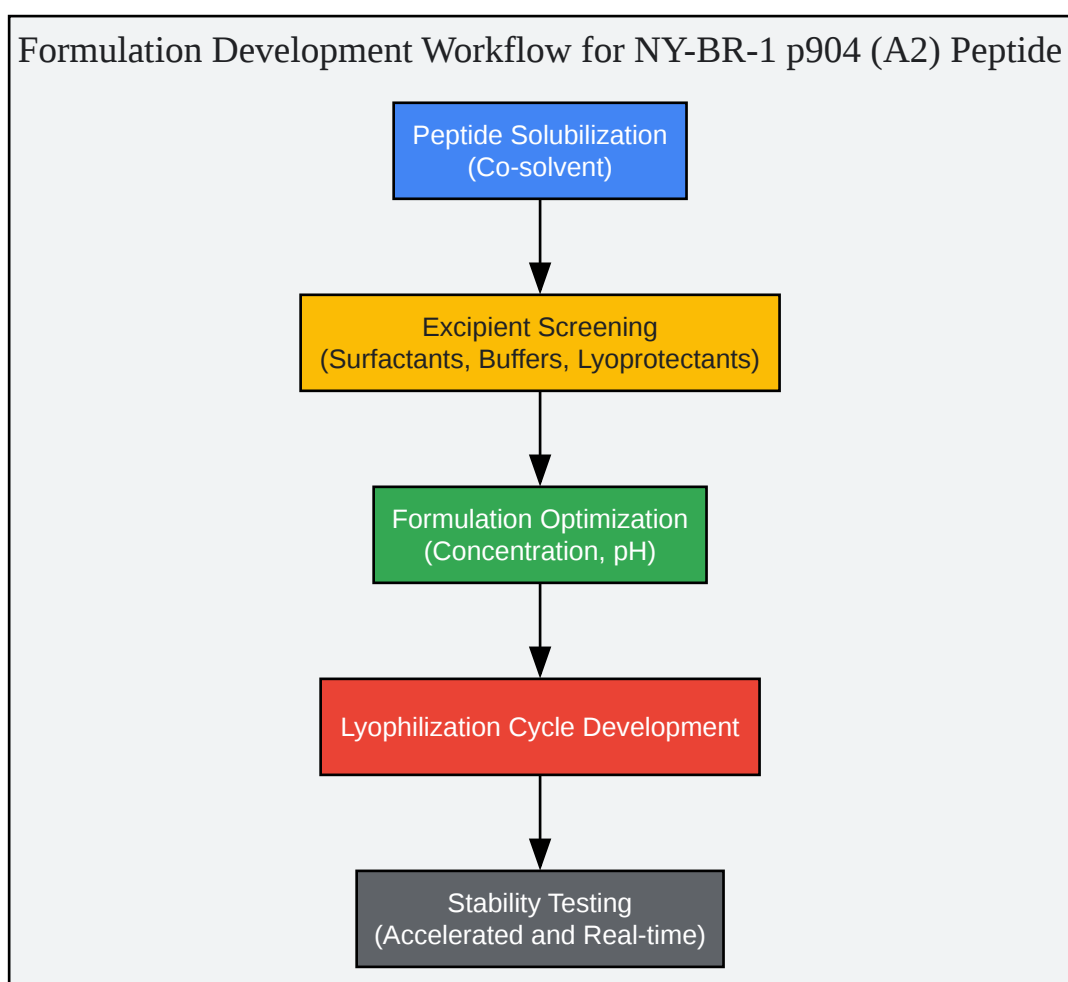 Formulation Development Workflow for NY-BR-1 p904 (A2) Peptide
Peptide Solubilization
(Co-solvent)
Excipient Screening
(Surfactants, Buffers, Lyoprotectants)
Formulation Optimization
(Concentration, pH)
Lyophilization Cycle Development
Stability Testing
(Accelerated and Real-time)